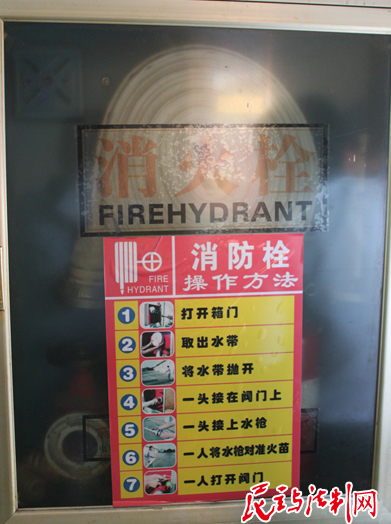 消火栓
FIREHYDRANT
消防栓
操作方法
FIRE
HYDRANT
1 打开箱门
2 取出水带
3 将水带抛开
4 一头接在阀门上
5 一头接上水枪
6 一人将水枪对准火苗
7 一人打开阀门
民主与法制网